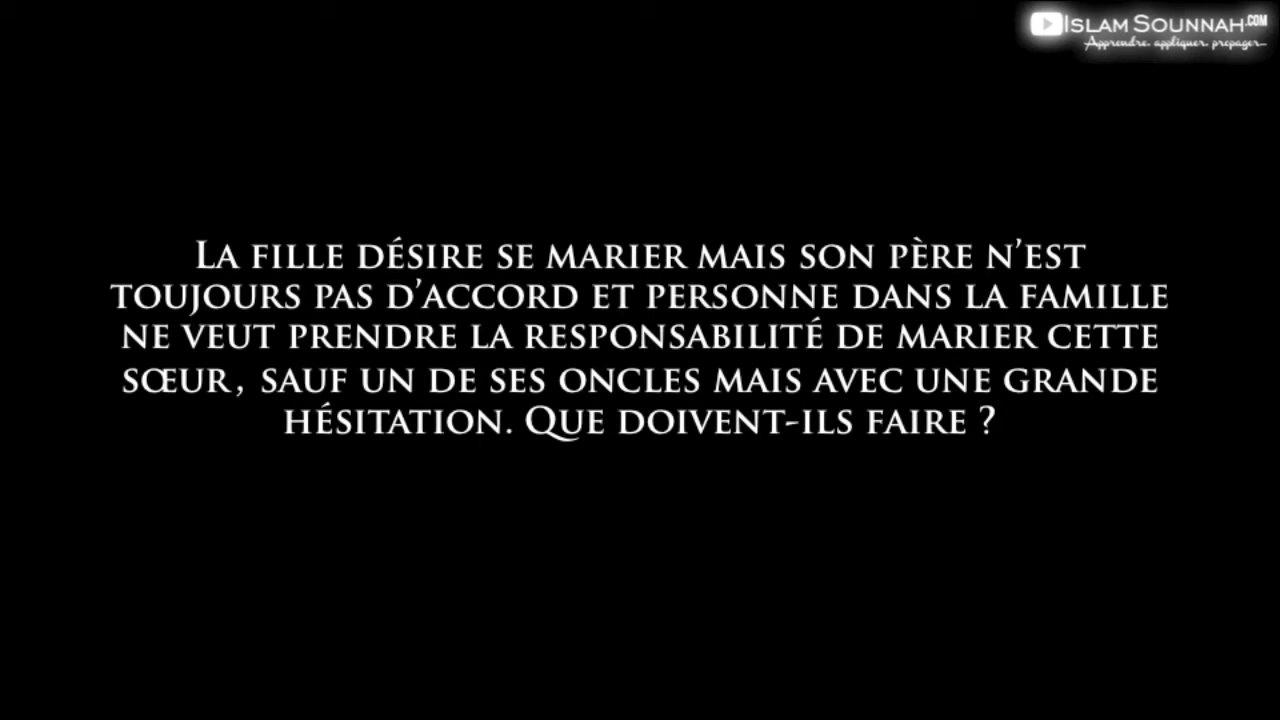 ISLAM SOUNNAH.COM
Apprendre. appliquer. propager...
La fille désire se marier mais son père n’est
toujours pas d’accord et personne dans la famille
ne veut prendre la responsabilité de marier cette
sœur, sauf un de ses oncles mais avec une grande
hésitation. Que doivent-ils faire ?